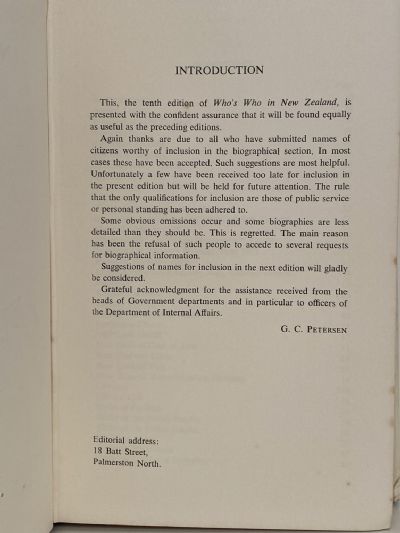 INTRODUCTION
This, the tenth edition of Who's Who in New Zealand, is
presented with the confident assurance that it will be found equally
as useful as the preceding editions.
Again thanks are due to all who have submitted names of
citizens worthy of inclusion in the biographical section. In most
cases these have been accepted. Such suggestions are most helpful.
Unfortunately a few have been received too late for inclusion in
the present edition but will be held for future attention. The rule
that the only qualifications for inclusion are those of public service
or personal standing has been adhered to.
Some obvious omissions occur and some biographies are less
detailed than they should be. This is regretted. The main reason
has been the refusal of such people to accede to several requests
for biographical information.
Suggestions of names for inclusion in the next edition will gladly
be considered.
Grateful acknowledgment for the assistance received from the
heads of Government departments and in particular to officers of
the Department of Internal Affairs.
G. C. PETERSEN
Editorial address:
18 Batt Street,
Palmerston North.